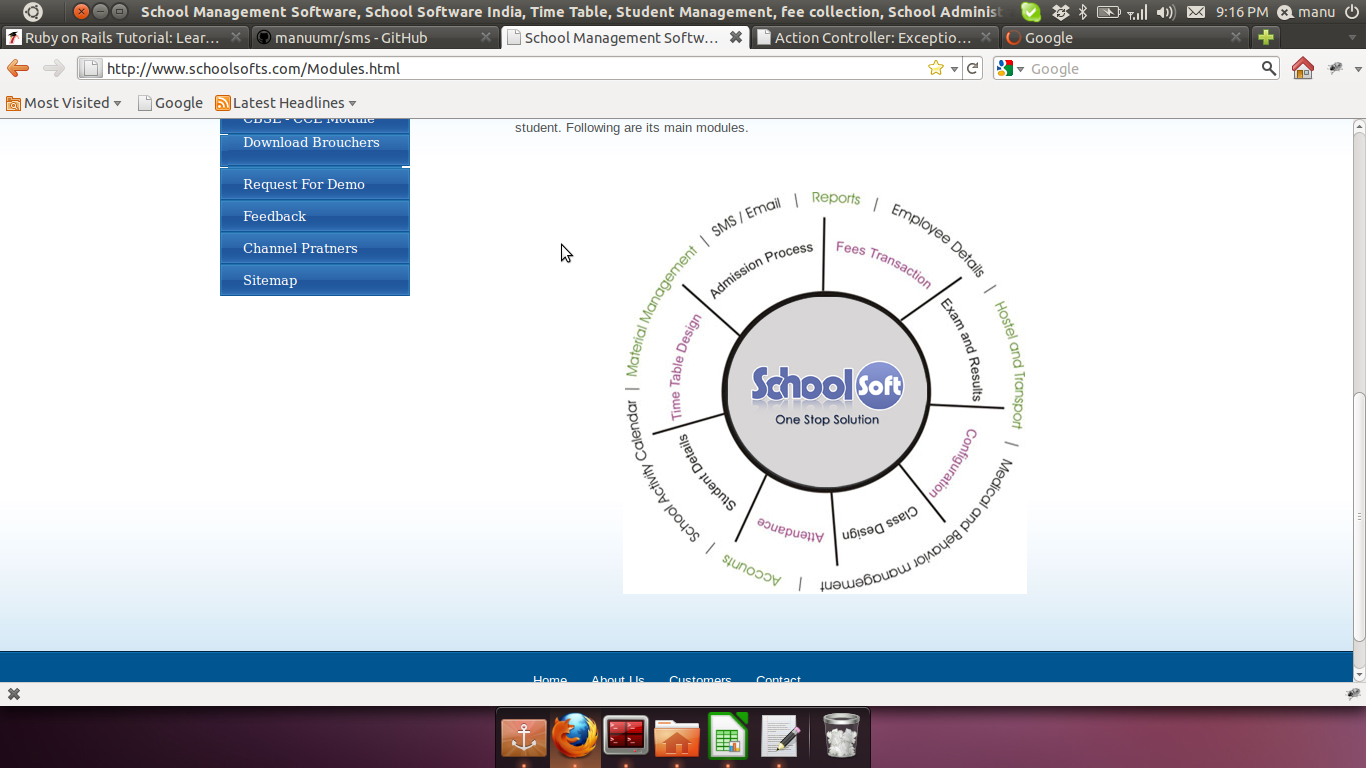 School Management Software, School Software India, Time Table, Student Management, fee collection, School Adminis
9:16 PM
manu
Ruby on Rails Tutorial: Lear…
manuumr/sms - GitHub
School Management Softw…
Action Controller: Exceptio…
Google
http://www.schoolsofts.com/Modules.html
Google
Most Visited
Google
Latest Headlines
CBSE - CCE Module
Download Brouchers
Request For Demo
Feedback
Channel Pratners
Sitemap
student. Following are its main modules.
Reports |
Employee Details |
Hostel and Transport |
Medical and Behavior management |
Accounts |
School Activity Calendar |
Material Management |
SMS / Email |
Fees Transaction
Exam and Results
Configuration
Class Design
Attendance
Student Details
Time Table Design
Admission Process
School Soft
One Stop Solution
Home About Us Customers Contact